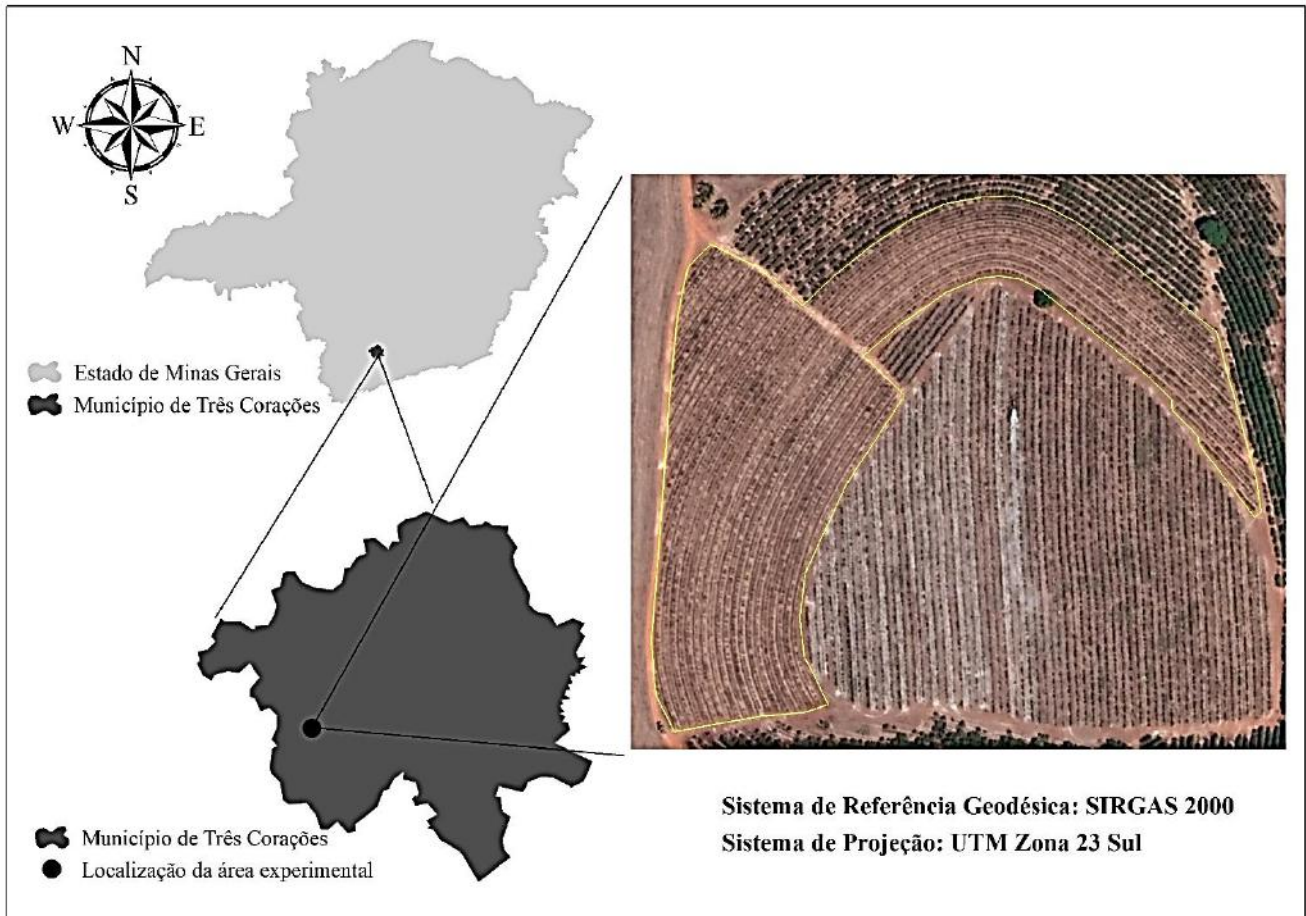 N
W E
S
Estado de Minas Gerais
Município de Três Corações
Município de Três Corações
Localização da área experimental
Sistema de Referência Geodésica: SIRGAS 2000
Sistema de Projeção: UTM Zona 23 Sul